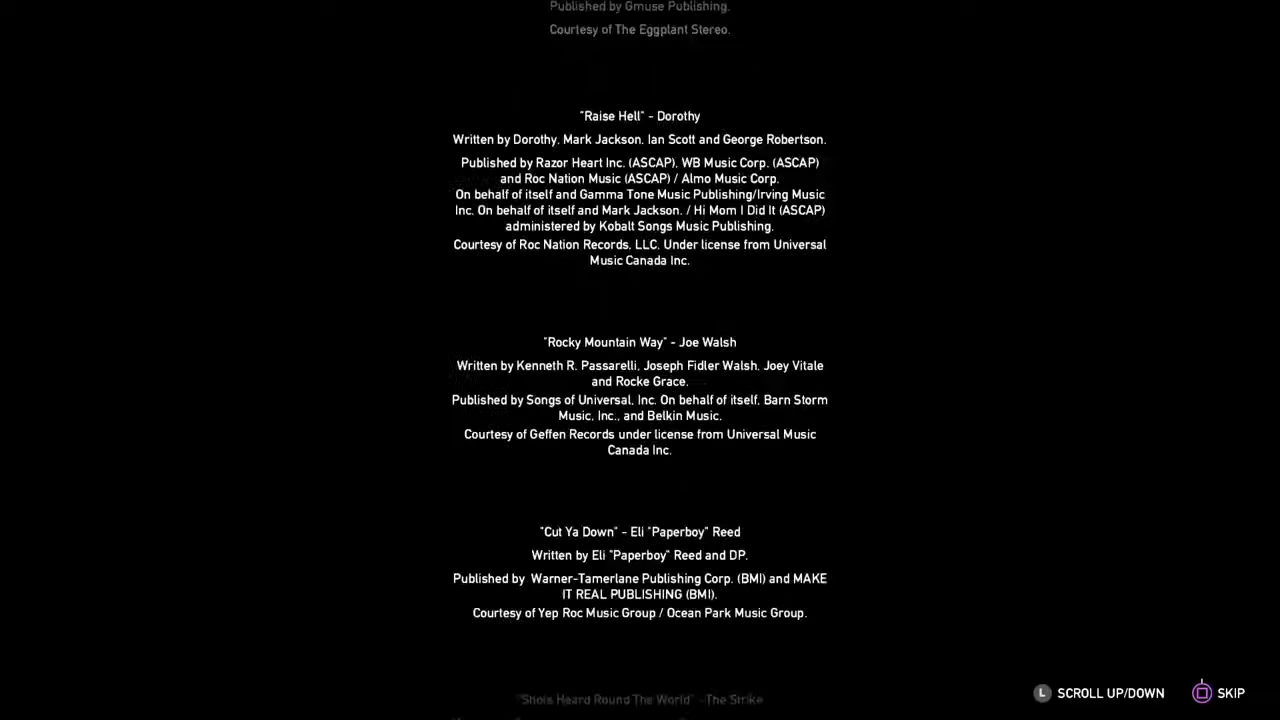 Published by Gmuse Publishing.
Courtesy of The Eggplant Stereo.
"Raise Hell" - Dorothy
Written by Dorothy, Mark Jackson, Ian Scott and George Robertson.
Published by Razor Heart Inc. (ASCAP), WB Music Corp. (ASCAP)
and Roc Nation Music (ASCAP) / Almo Music Corp.
On behalf of itself and Gamma Tone Music Publishing/Irving Music
Inc. On behalf of itself and Mark Jackson. / Hi Mom I Did It (ASCAP)
administered by Kobalt Songs Music Publishing.
Courtesy of Roc Nation Records, LLC. Under license from Universal
Music Canada Inc.
"Rocky Mountain Way" - Joe Walsh
Written by Kenneth R. Passarelli, Joseph Fidler Walsh, Joey Vitale
and Rocke Grace.
Published by Songs of Universal, Inc. On behalf of itself, Barn Storm
Music, Inc., and Belkin Music.
Courtesy of Geffen Records under license from Universal Music
Canada Inc.
"Cut Ya Down" - Eli "Paperboy" Reed
Written by Eli "Paperboy" Reed and DP.
Published by  Warner-Tamerlane Publishing Corp. (BMI) and MAKE
IT REAL PUBLISHING (BMI).
Courtesy of Yep Roc Music Group / Ocean Park Music Group.
"Shots Heard Round The World" - The Strike
L SCROLL UP/DOWN
SKIP